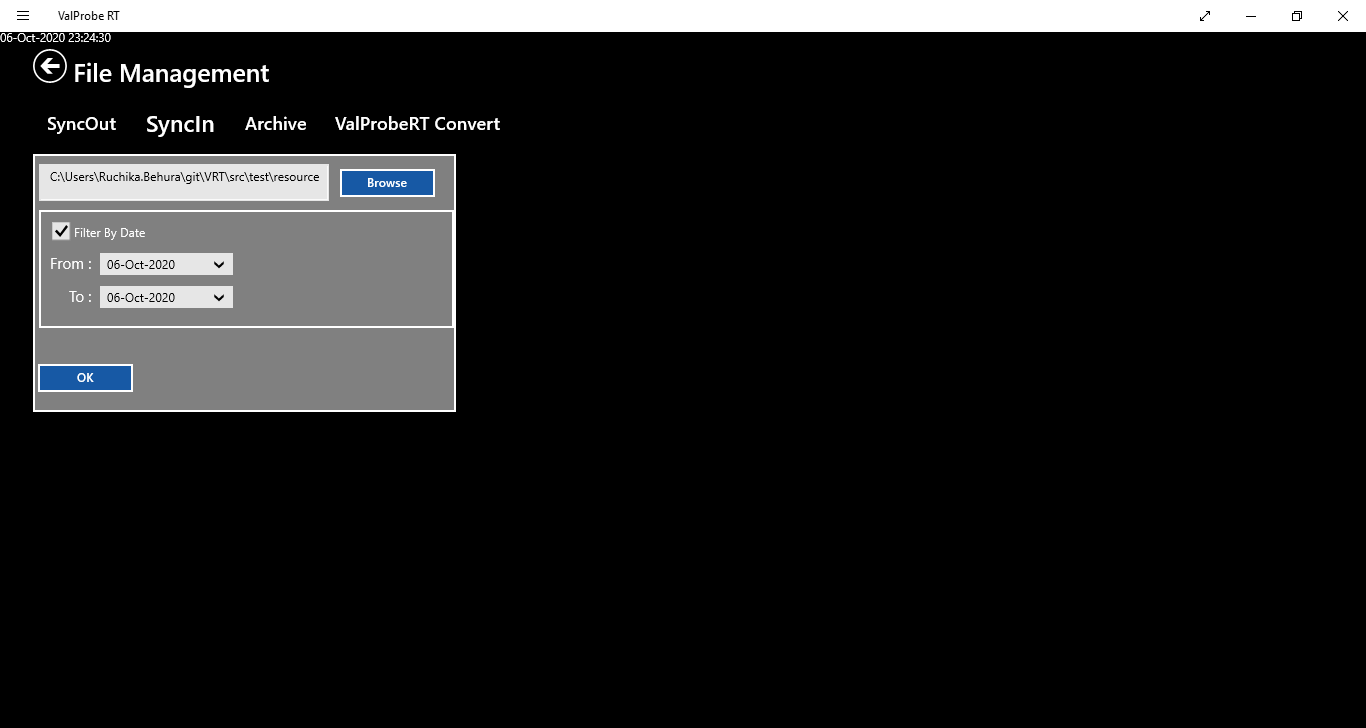 ValProbe RT
06-Oct-2020 23:24:30
File Management
SyncOut SyncIn Archive ValProbeRT Convert
C:\Users\Ruchika.Behura\git\VRT\src\test\resource
Browse
Filter By Date
From : 06-Oct-2020
To : 06-Oct-2020
OK